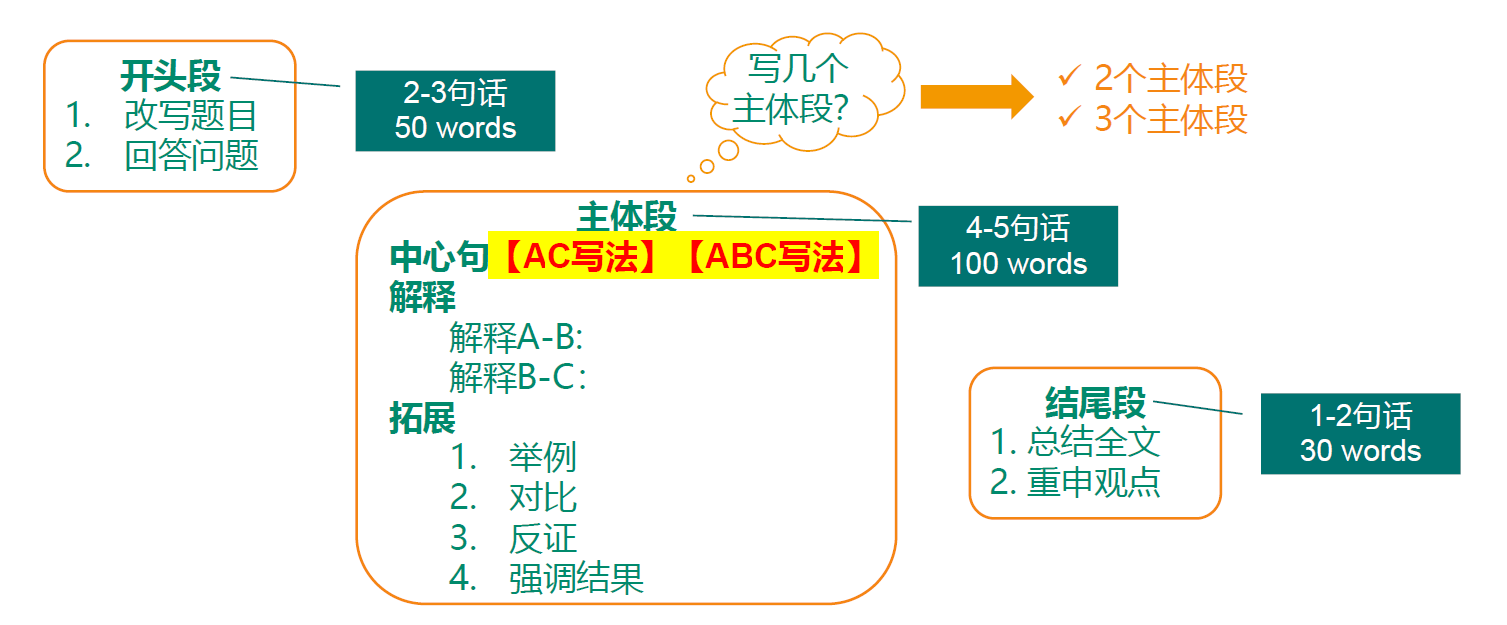 开头段
1. 改写题目
2. 回答问题
2-3句话
50 words
写几个
主体段?
✓ 2个主体段
✓ 3个主体段
主体段
中心句【AC写法】【ABC写法】
解释
解释A-B:
解释B-C:
拓展
1. 举例
2. 对比
3. 反证
4. 强调结果
4-5句话
100 words
结尾段
1. 总结全文
2. 重申观点
1-2句话
30 words